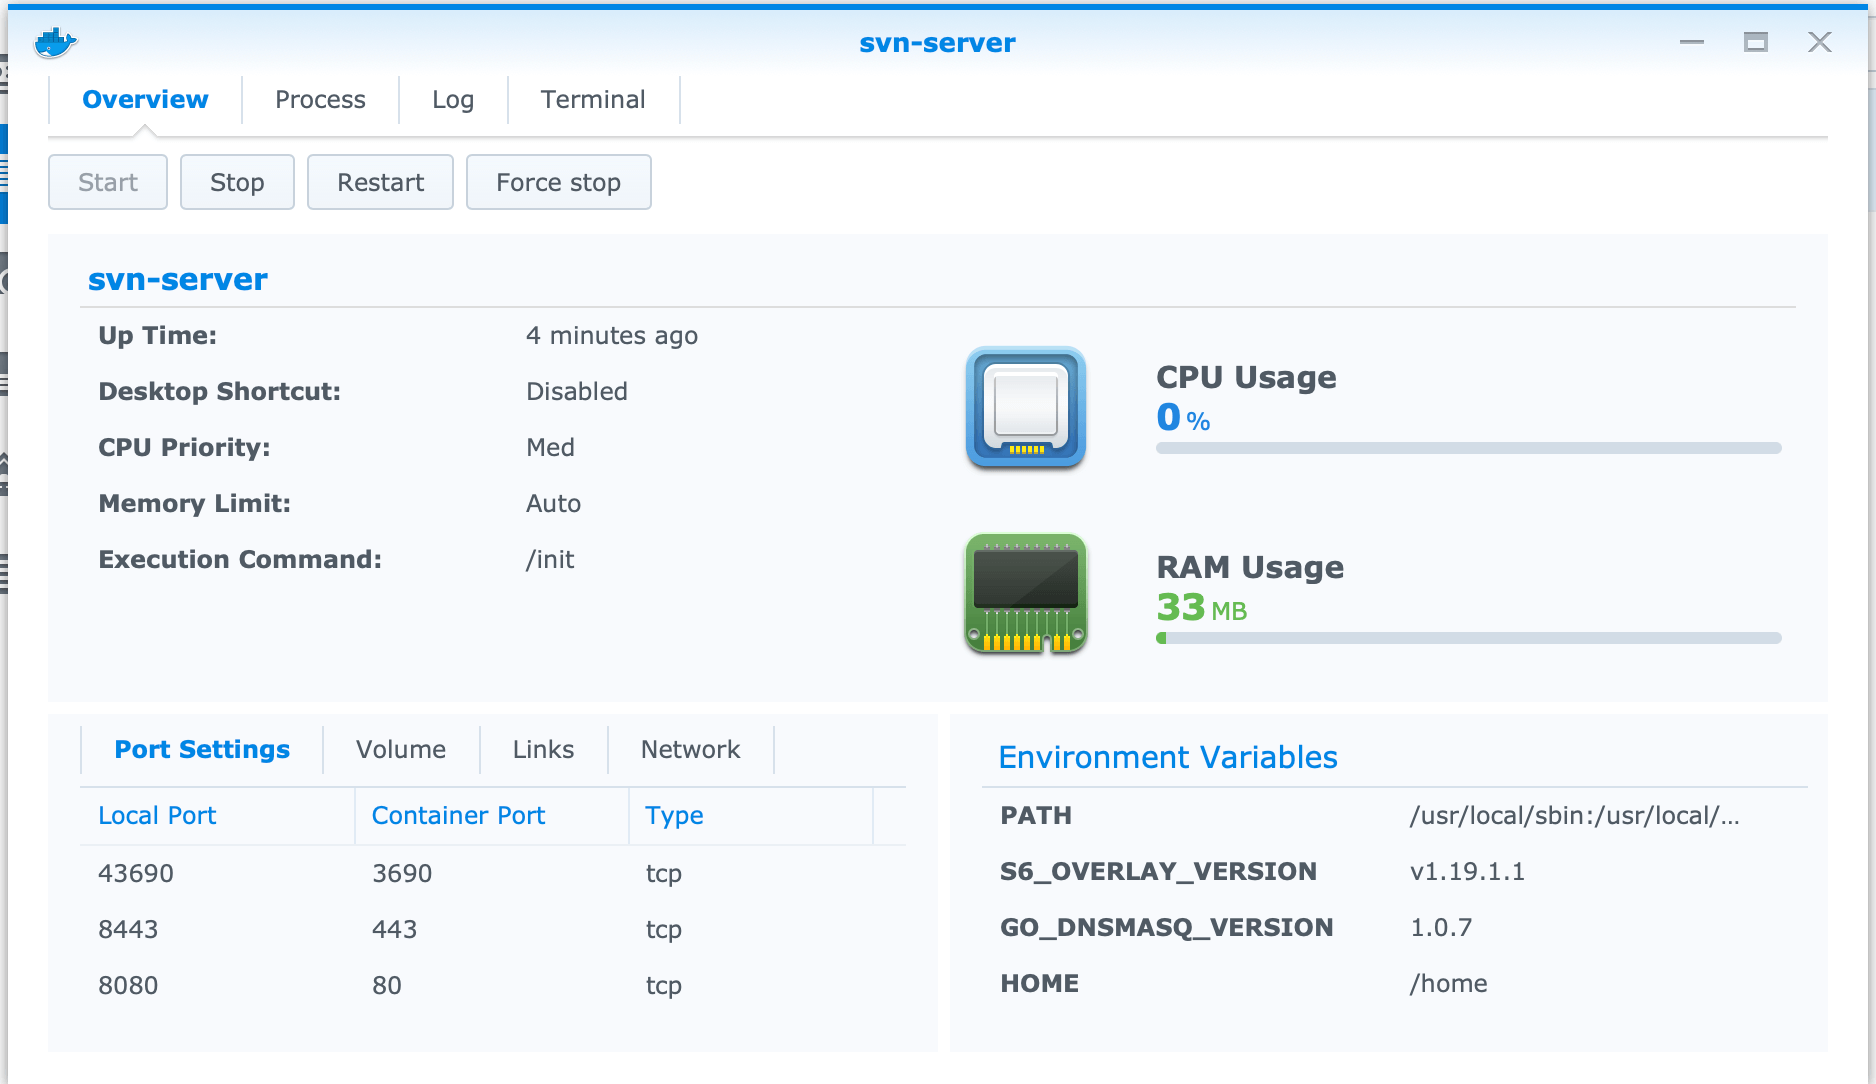 svn-server
Overview Process Log Terminal
Start Stop Restart Force stop
svn-server
Up Time: 4 minutes ago
Desktop Shortcut: Disabled
CPU Priority: Med
Memory Limit: Auto
Execution Command: /init
CPU Usage
0 %
RAM Usage
33 MB
Port Settings Volume Links Network
Local Port Container Port Type
43690 3690 tcp
8443 443 tcp
8080 80 tcp
Environment Variables
PATH /usr/local/sbin:/usr/local/...
S6_OVERLAY_VERSION v1.19.1.1
GO_DNSMASQ_VERSION 1.0.7
HOME /home